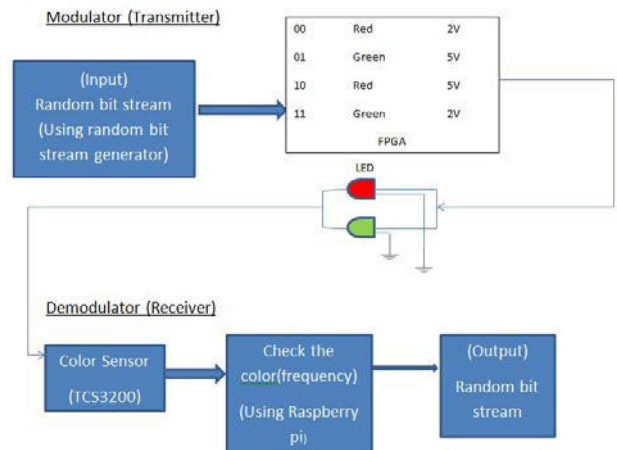 Modulator (Transmitter)
(Input)
Random bit stream
(Using random bit
stream generator)
00 Red 2V
01 Green 5V
10 Red 5V
11 Green 2V
FPGA
LED
Demodulator (Receiver)
Color Sensor
(TCS3200)
Check the
color(frequency)
(Using Raspberry
pi)
(Output)
Random bit
stream